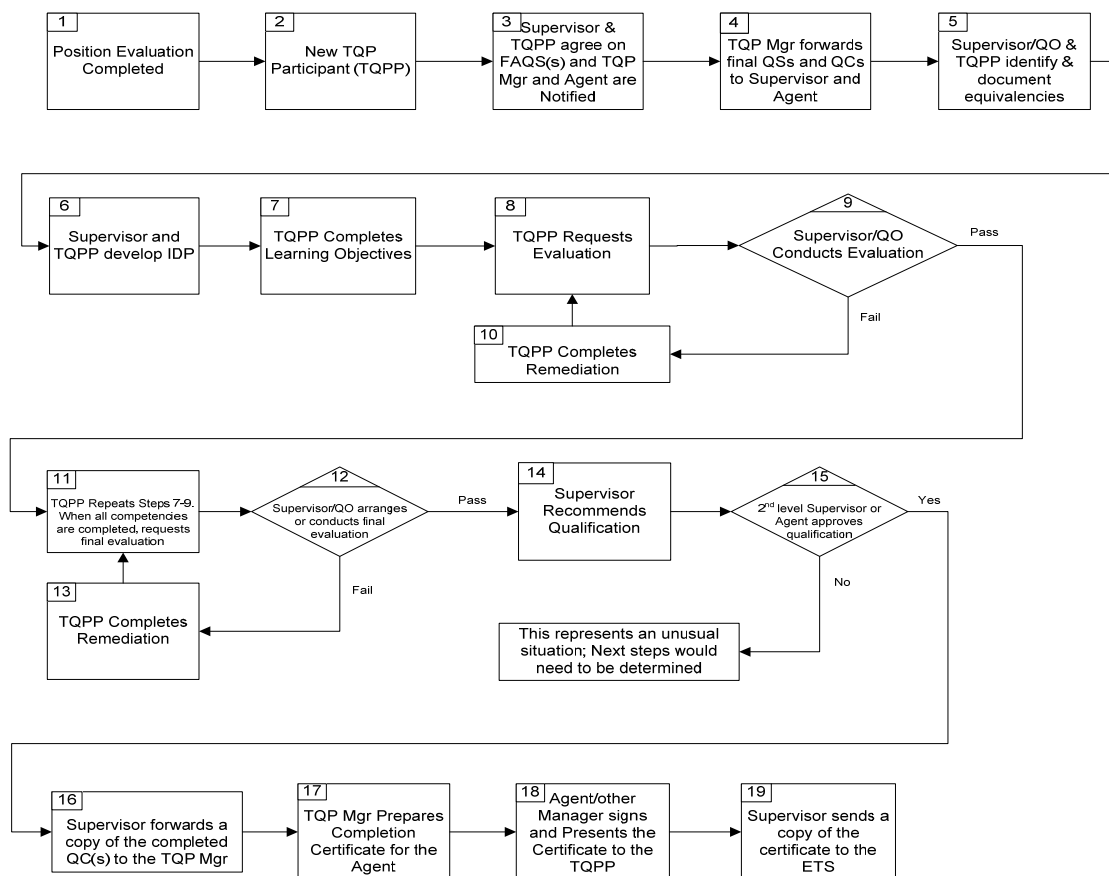 1
Position Evaluation
Completed
2
New TQP
Participant (TQPP)
3
Supervisor &
TQPP agree on
FAQS(s) and TQP
Mgr and Agent are
Notified
4
TQP Mgr forwards
final QSs and QCs
to Supervisor and
Agent
5
Supervisor/QO &
TQPP identify &
document
equivalencies
6
Supervisor and
TQPP develop IDP
7
TQPP Completes
Learning Objectives
8
TQPP Requests
Evaluation
9
Supervisor/QO
Conducts Evaluation
Pass
Fail
10
TQPP Completes
Remediation
11
TQPP Repeats Steps 7-9.
When all competencies
are completed, requests
final evaluation
12
Supervisor/QO arranges
or conducts final
evaluation
Pass
Fail
13
TQPP Completes
Remediation
14
Supervisor
Recommends
Qualification
15
2nd level Supervisor or
Agent approves
qualification
Yes
No
This represents an unusual
situation; Next steps would
need to be determined
16
Supervisor forwards a
copy of the completed
QC(s) to the TQP Mgr
17
TQP Mgr Prepares
Completion
Certificate for the
Agent
18
Agent/other
Manager signs
and Presents the
Certificate to the
TQPP
19
Supervisor sends a
copy of the
certificate to the
ETS